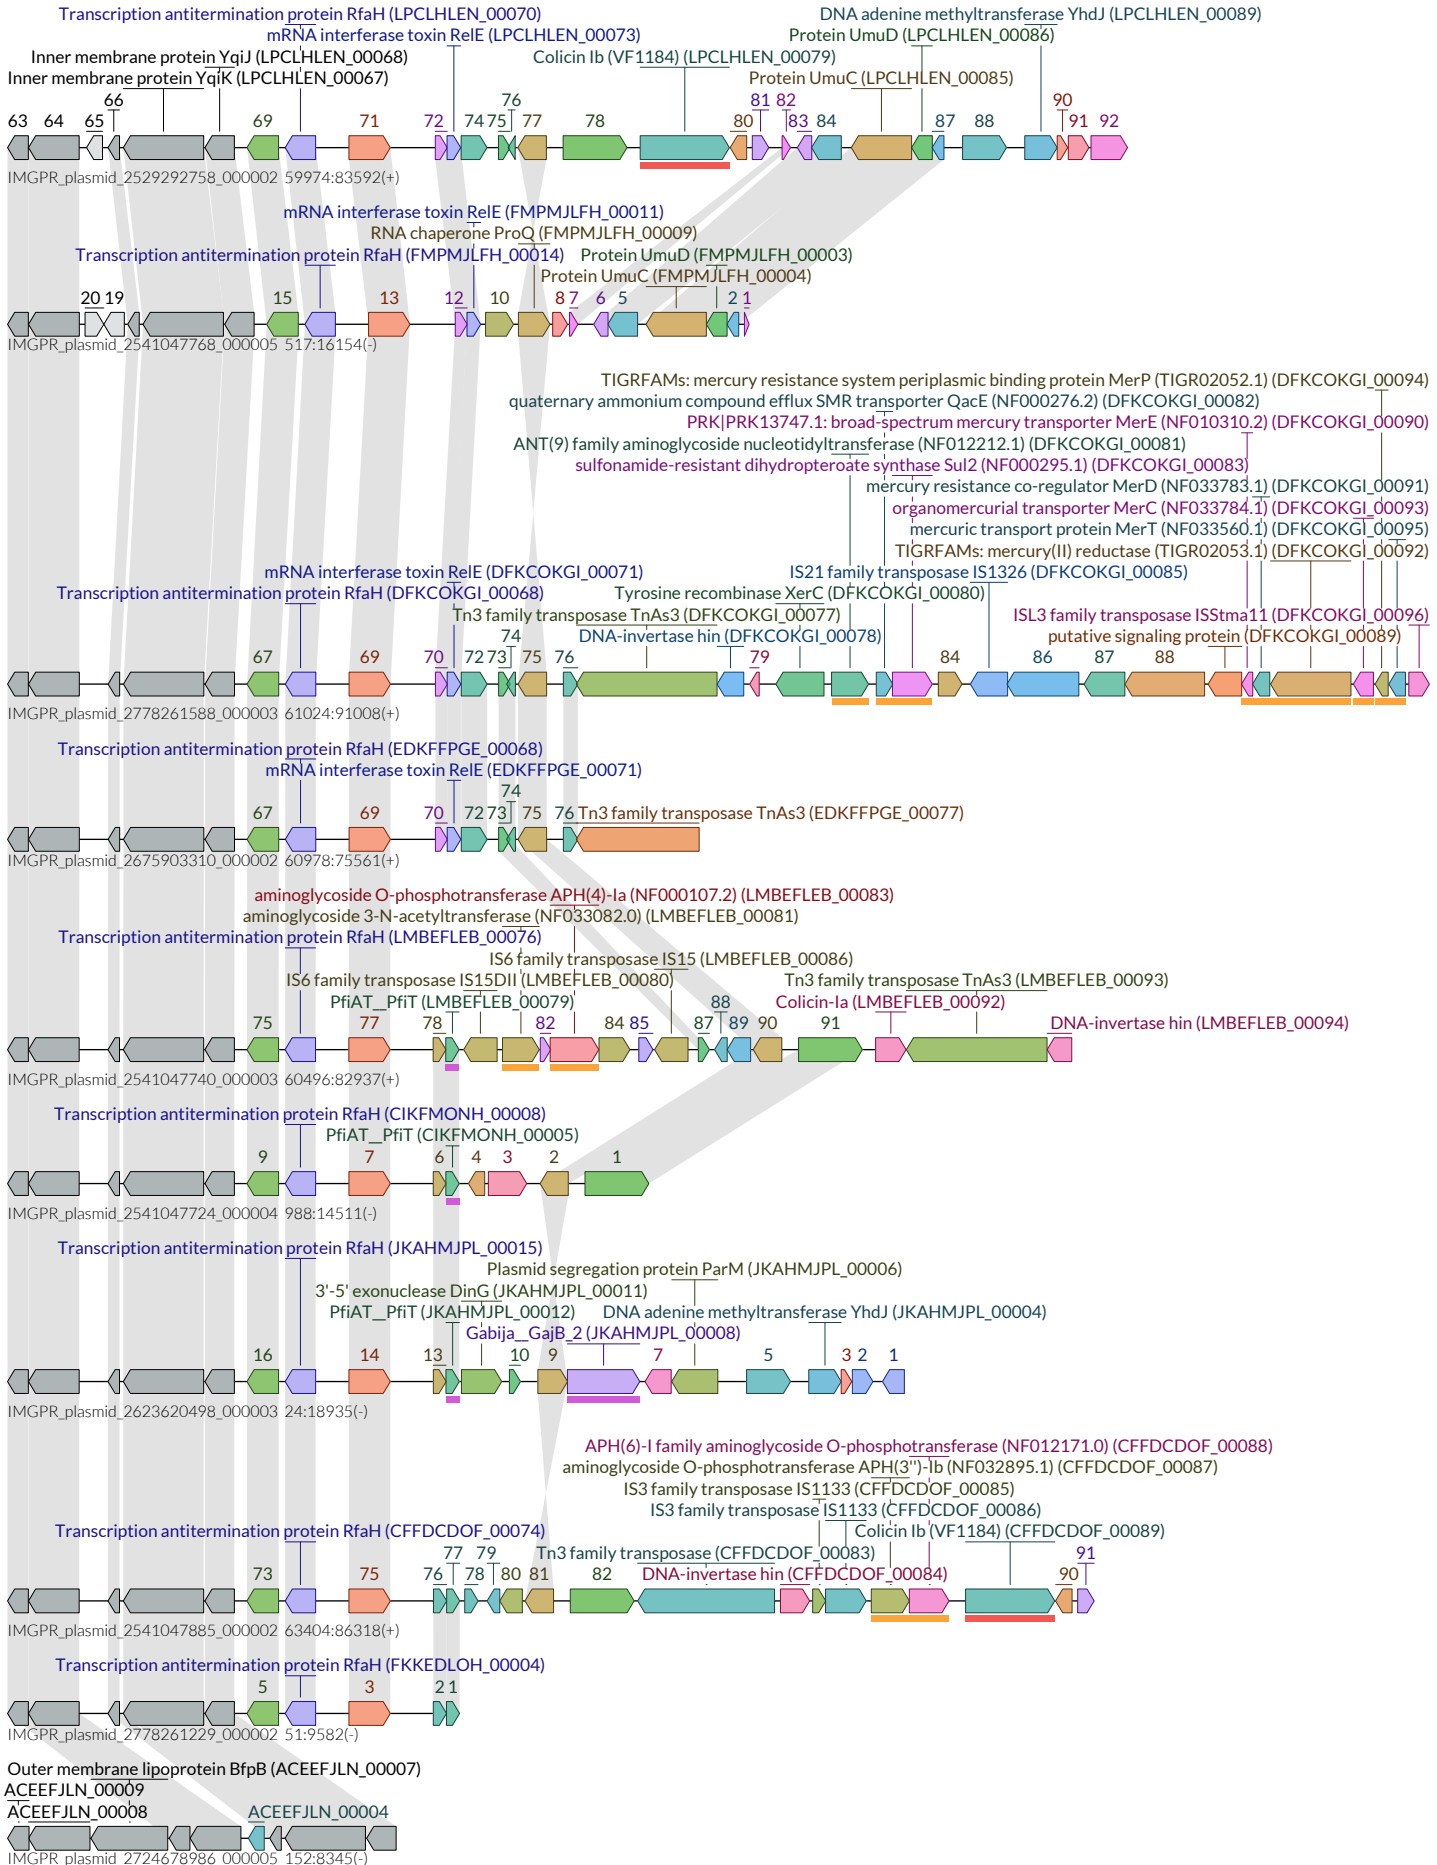 Transcription antitermination protein RfaH (LPCLHLEN_00070)
DNA adenine methyltransferase YhdJ (LPCLHLEN_00089)
mRNA interferase toxin RelE (LPCLHLEN_00073)
Protein UmuD (LPCLHLEN_00086)
Inner membrane protein YqiJ (LPCLHLEN_00068)
Colicin Ib (VF1184) (LPCLHLEN_00079)
Inner membrane protein YqiK (LPCLHLEN_00067)
Protein UmuC (LPCLHLEN_00085)
66 76 81 82 90
63 64 65 69 71 72 74 75 77 78 80 83 84 87 88 91 92
IMGPR_plasmid_2529292758_000002 59974:83592(+)
mRNA interferase toxin RelE (FMPMJLFH_00011)
RNA chaperone ProQ (FMPMJLFH_00009)
Transcription antitermination protein RfaH (FMPMJLFH_00014)
Protein UmuD (FMPMJLFH_00003)
Protein UmuC (FMPMJLFH_00004)
20 19 15 13 12 10 8 7 6 5 2 1
IMGPR_plasmid_2541047768_000005 517:16154(-)
TIGRFAMs: mercury resistance system periplasmic binding protein MerP (TIGR02052.1) (DFKCOKGI_00094)
quaternary ammonium compound efflux SMR transporter QacE (NF000276.2) (DFKCOKGI_00082)
PRK|PRK13747.1: broad-spectrum mercury transporter MerE (NF010310.2) (DFKCOKGI_00090)
ANT(9) family aminoglycoside nucleotidyltransferase (NF012212.1) (DFKCOKGI_00081)
sulfonamide-resistant dihydropteroate synthase Sul2 (NF000295.1) (DFKCOKGI_00083)
mercury resistance co-regulator MerD (NF033783.1) (DFKCOKGI_00091)
organomercurial transporter MerC (NF033784.1) (DFKCOKGI_00093)
mercuric transport protein MerT (NF033560.1) (DFKCOKGI_00095)
TIGRFAMs: mercury(II) reductase (TIGR02053.1) (DFKCOKGI_00092)
mRNA interferase toxin RelE (DFKCOKGI_00071)
IS21 family transposase IS1326 (DFKCOKGI_00085)
Transcription antitermination protein RfaH (DFKCOKGI_00068)
Tyrosine recombinase XerC (DFKCOKGI_00080)
Tn3 family transposase TnAs3 (DFKCOKGI_00077)
ISL3 family transposase ISStma11 (DFKCOKGI_00096)
74 DNA-invertase hin (DFKCOKGI_00078)
putative signaling protein (DFKCOKGI_00089)
67 69 70 72 73 75 76 79 84 86 87 88
IMGPR_plasmid_2778261588_000003 61024:91008(+)
Transcription antitermination protein RfaH (EDKFFPGE_00068)
mRNA interferase toxin RelE (EDKFFPGE_00071)
74
67 69 70 72 73 75 76 Tn3 family transposase TnAs3 (EDKFFPGE_00077)
IMGPR_plasmid_2675903310_000002 60978:75561(+)
aminoglycoside O-phosphotransferase APH(4)-Ia (NF000107.2) (LMBEFLEB_00083)
aminoglycoside 3-N-acetyltransferase (NF033082.0) (LMBEFLEB_00081)
Transcription antitermination protein RfaH (LMBEFLEB_00076)
IS6 family transposase IS15 (LMBEFLEB_00086)
IS6 family transposase IS15DII (LMBEFLEB_00080)
Tn3 family transposase TnAs3 (LMBEFLEB_00093)
PfiAT__PfiT (LMBEFLEB_00079) 88 Colicin-Ia (LMBEFLEB_00092)
75 77 78 82 84 85 87 89 90 91 DNA-invertase hin (LMBEFLEB_00094)
IMGPR_plasmid_2541047740_000003 60496:82937(+)
Transcription antitermination protein RfaH (CIKFMONH_00008)
PfiAT__PfiT (CIKFMONH_00005)
9 7 6 4 3 2 1
IMGPR_plasmid_2541047724_000004 988:14511(-)
Transcription antitermination protein RfaH (JKAHMJPL_00015)
Plasmid segregation protein ParM (JKAHMJPL_00006)
3'-5' exonuclease DinG (JKAHMJPL_00011)
PfiAT__PfiT (JKAHMJPL_00012) DNA adenine methyltransferase YhdJ (JKAHMJPL_00004)
Gabija__GajB_2 (JKAHMJPL_00008)
16 14 13 10 9 7 5 3 2 1
IMGPR_plasmid_2623620498_000003 24:18935(-)
APH(6)-I family aminoglycoside O-phosphotransferase (NF012171.0) (CFFDCDOF_00088)
aminoglycoside O-phosphotransferase APH(3'')-Ib (NF032895.1) (CFFDCDOF_00087)
IS3 family transposase IS1133 (CFFDCDOF_00085)
IS3 family transposase IS1133 (CFFDCDOF_00086)
Transcription antitermination protein RfaH (CFFDCDOF_00074)
Colicin Ib (VF1184) (CFFDCDOF_00089)
77 79 Tn3 family transposase (CFFDCDOF_00083) 91
73 75 76 78 80 81 82 DNA-invertase hin (CFFDCDOF_00084) 90
IMGPR_plasmid_2541047885_000002 63404:86318(+)
Transcription antitermination protein RfaH (FKKEDLOH_00004)
5 3 2 1
IMGPR_plasmid_2778261229_000002 51:9582(-)
Outer membrane lipoprotein BfpB (ACEEFJLN_00007)
ACEEFJLN_00009
ACEEFJLN_00008 ACEEFJLN_00004
IMGPR_plasmid_2724678986_000005 152:8345(-)